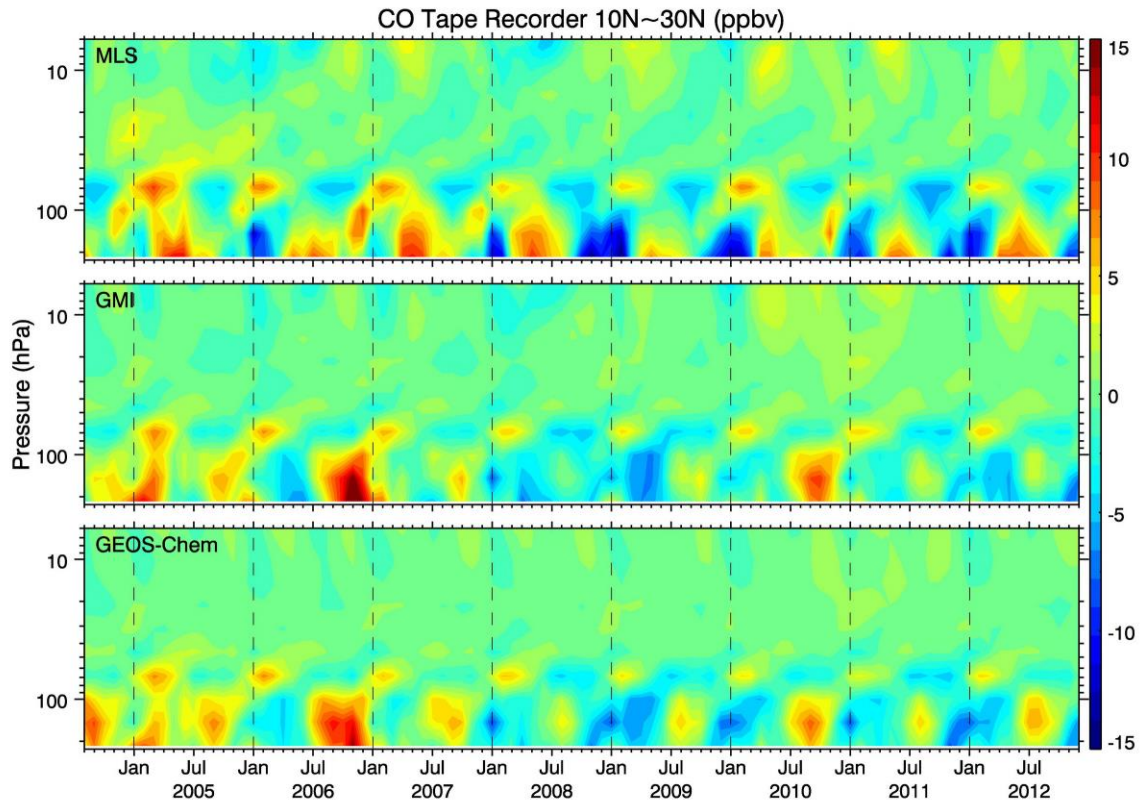 CO Tape Recorder 10N~30N (ppbv)
MLS
10
100
GMI
10
100
Pressure (hPa)
GEOS-Chem
10
100
15
10
5
0
-5
-10
-15
Jan Jul Jan Jul Jan Jul Jan Jul Jan Jul Jan Jul Jan Jul Jan Jul
2005 2006 2007 2008 2009 2010 2011 2012